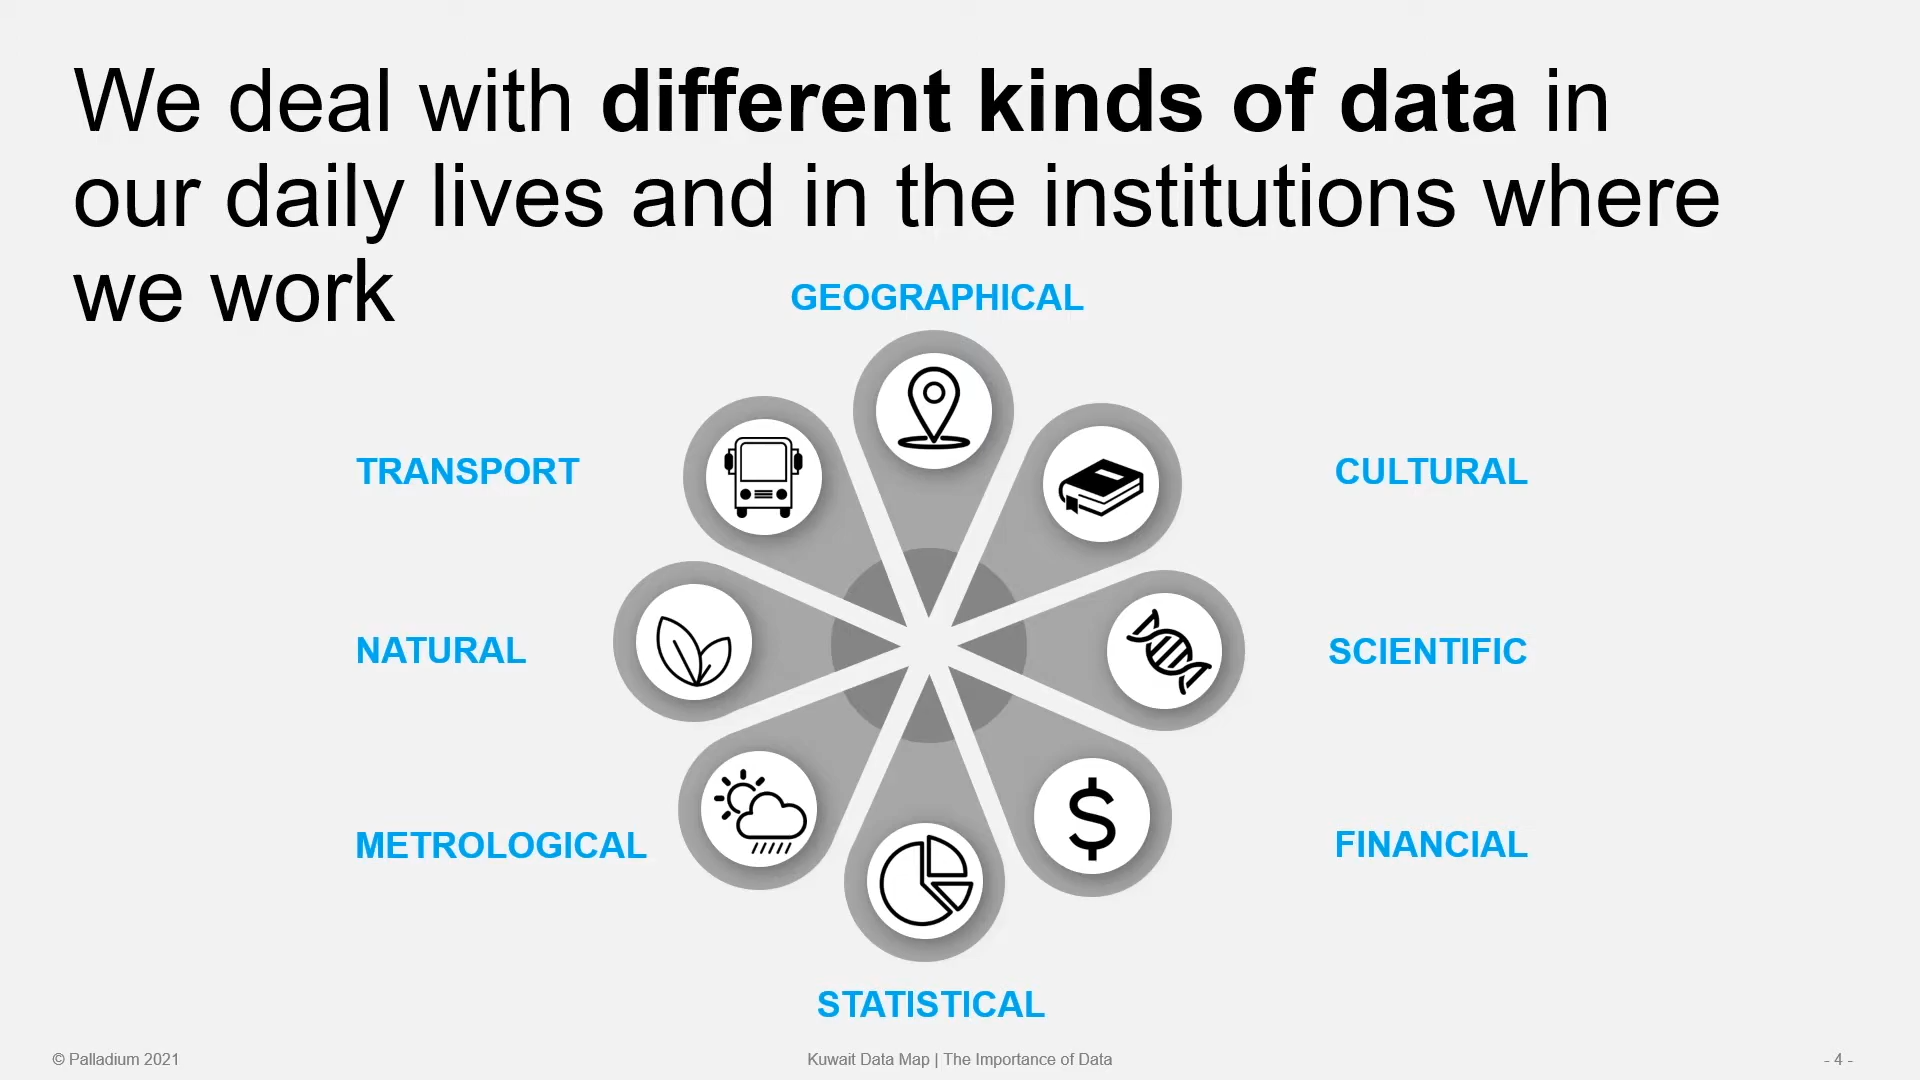 We deal with different kinds of data in
our daily lives and in the institutions where
we work
GEOGRAPHICAL
TRANSPORT
CULTURAL
NATURAL
SCIENTIFIC
METROLOGICAL
FINANCIAL
STATISTICAL
© Palladium 2021
Kuwait Data Map | The Importance of Data
- 4 -